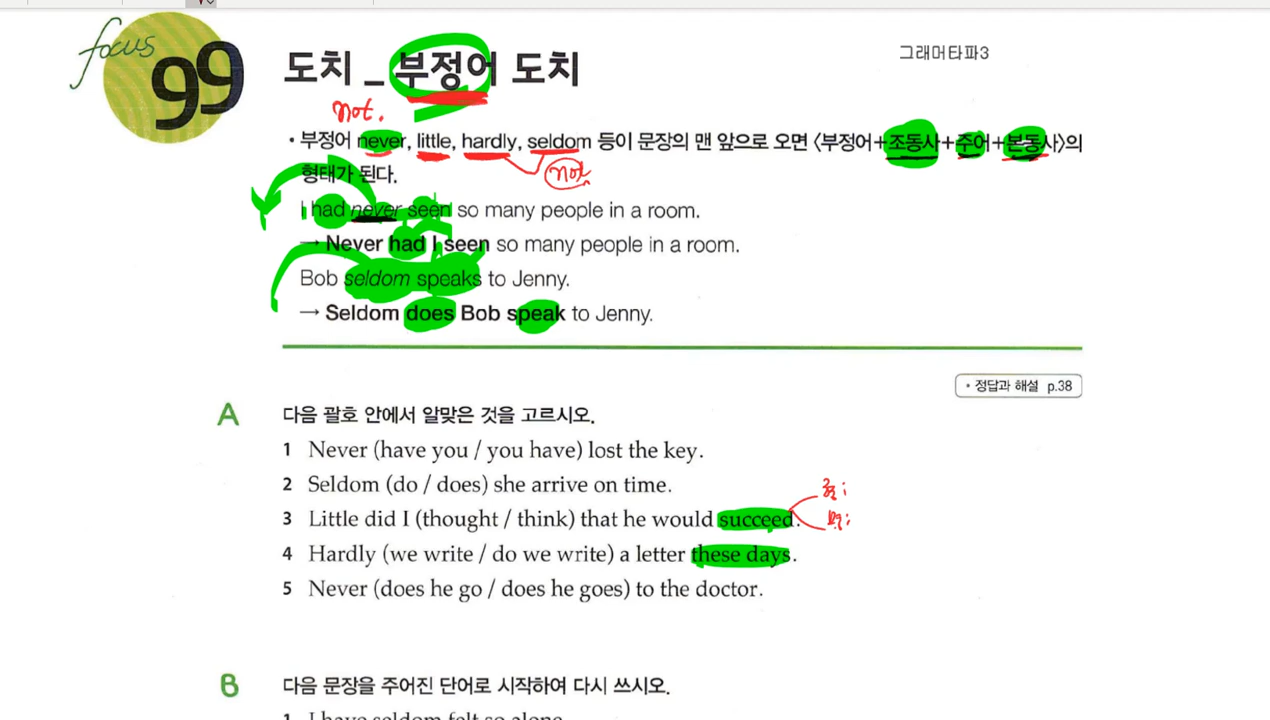 focus
99
도치 _ 부정어 도치
그래머타파3
not.
• 부정어 never, little, hardly, seldom 등이 문장의 맨 앞으로 오면 〈부정어+조동사+주어+본동사〉의
not
형태가 된다.
I had never seen so many people in a room.
→ Never had I seen so many people in a room.
Bob seldom speaks to Jenny.
→ Seldom does Bob speak to Jenny.
• 정답과 해설 p.38
A 다음 괄호 안에서 알맞은 것을 고르시오.
1 Never (have you / you have) lost the key.
2 Seldom (do / does) she arrive on time.
3 Little did I (thought / think) that he would succeed.
4 Hardly (we write / do we write) a letter these days.
5 Never (does he go / does he goes) to the doctor.
B 다음 문장을 주어진 단어로 시작하여 다시 쓰시오.
1 I have seldom felt so alone.